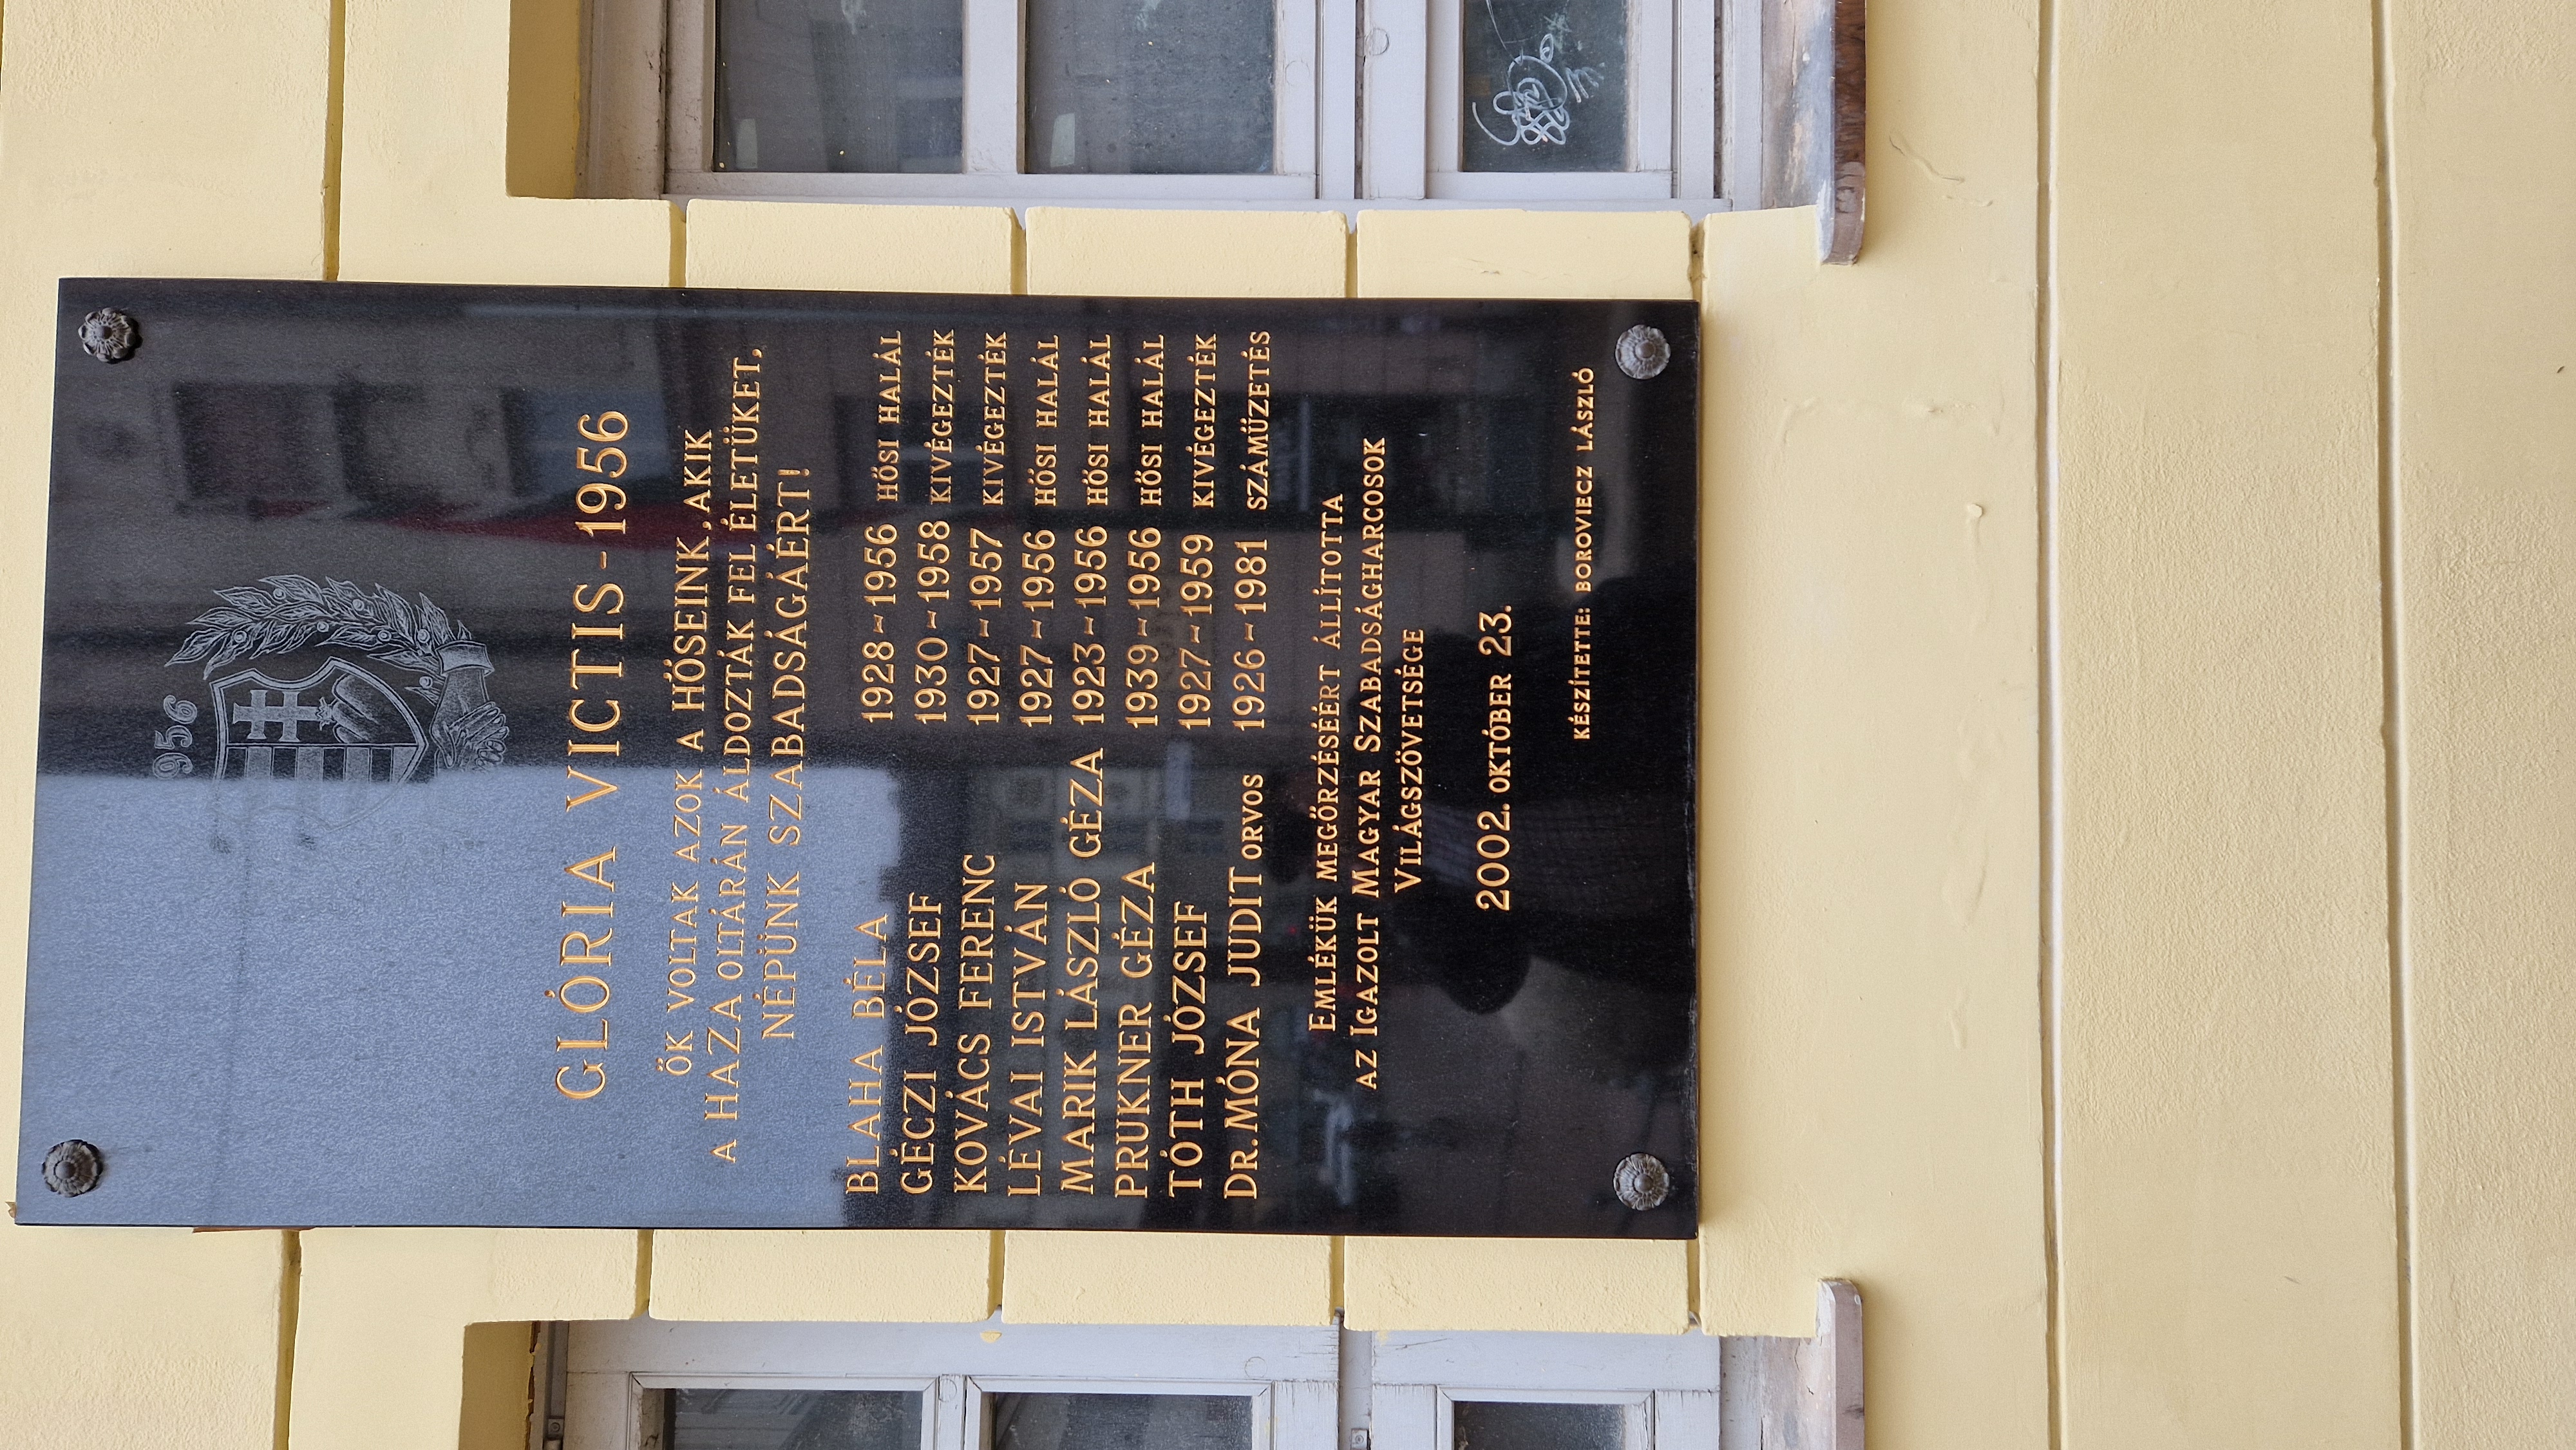 1956
GLÓRIA VICTIS-1956
ŐK VOLTAK AZOK A HŐSEINK, AKIK
A HAZA OLTÁRÁN ÁLDOZTÁK FEL ÉLETÜKET,
NÉPÜNK SZABADSÁGÁÉRT!
BLAHA BÉLA 1928-1956 HŐSI HALÁL
GÉCZI JÓZSEF 1930-1958 KIVÉGEZTÉK
KOVÁCS FERENC 1927-1957 KIVÉGEZTÉK
LÉVAI ISTVÁN 1927-1956 HŐSI HALÁL
MARIK LÁSZLÓ GÉZA 1923-1956 HŐSI HALÁL
PRUKNER GÉZA 1939-1956 HŐSI HALÁL
TÓTH JÓZSEF 1927-1959 KIVÉGEZTÉK
DR. MÓNA JUDIT ORVOS 1926-1981 SZÁMŰZETÉS
EMLÉKÜK MEGŐRZÉSÉÉRT ÁLLÍTOTTA
AZ IGAZOLT MAGYAR SZABADSÁGHARCOSOK
VILÁGSZÖVETSÉGE
2002. OKTÓBER 23.
KÉSZÍTETTE: BOROVIECZ LÁSZLÓ